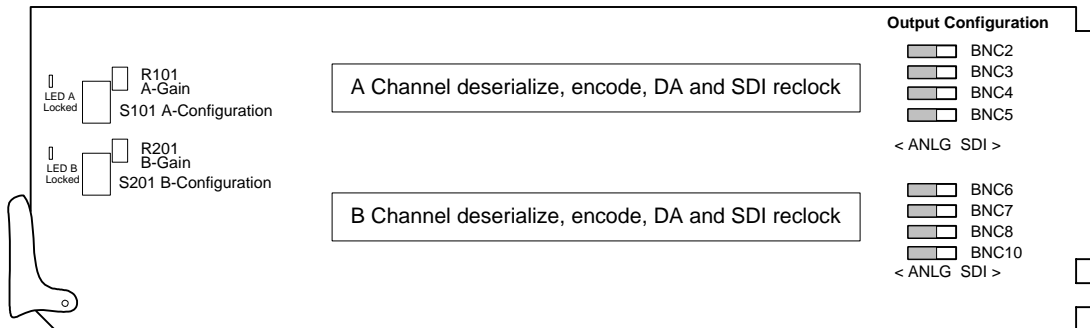 Output Configuration
BNC2
BNC3
BNC4
BNC5
< ANLG SDI >
LED A
Locked
R101
A-Gain
S101 A-Configuration
A Channel deserialize, encode, DA and SDI reclock
LED B
Locked
R201
B-Gain
S201 B-Configuration
B Channel deserialize, encode, DA and SDI reclock
BNC6
BNC7
BNC8
BNC10
< ANLG SDI >